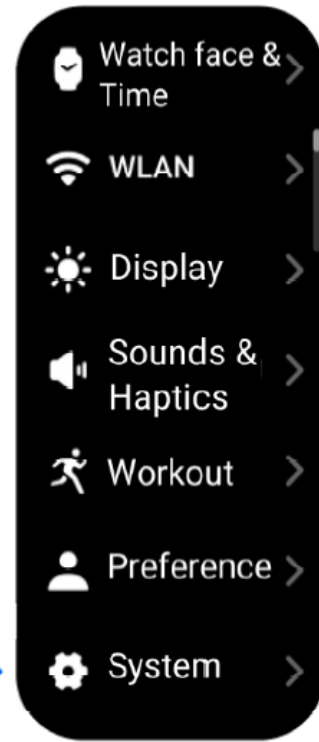 Watch face &
Time
WLAN
Display
Sounds &
Haptics
Workout
Preference
System